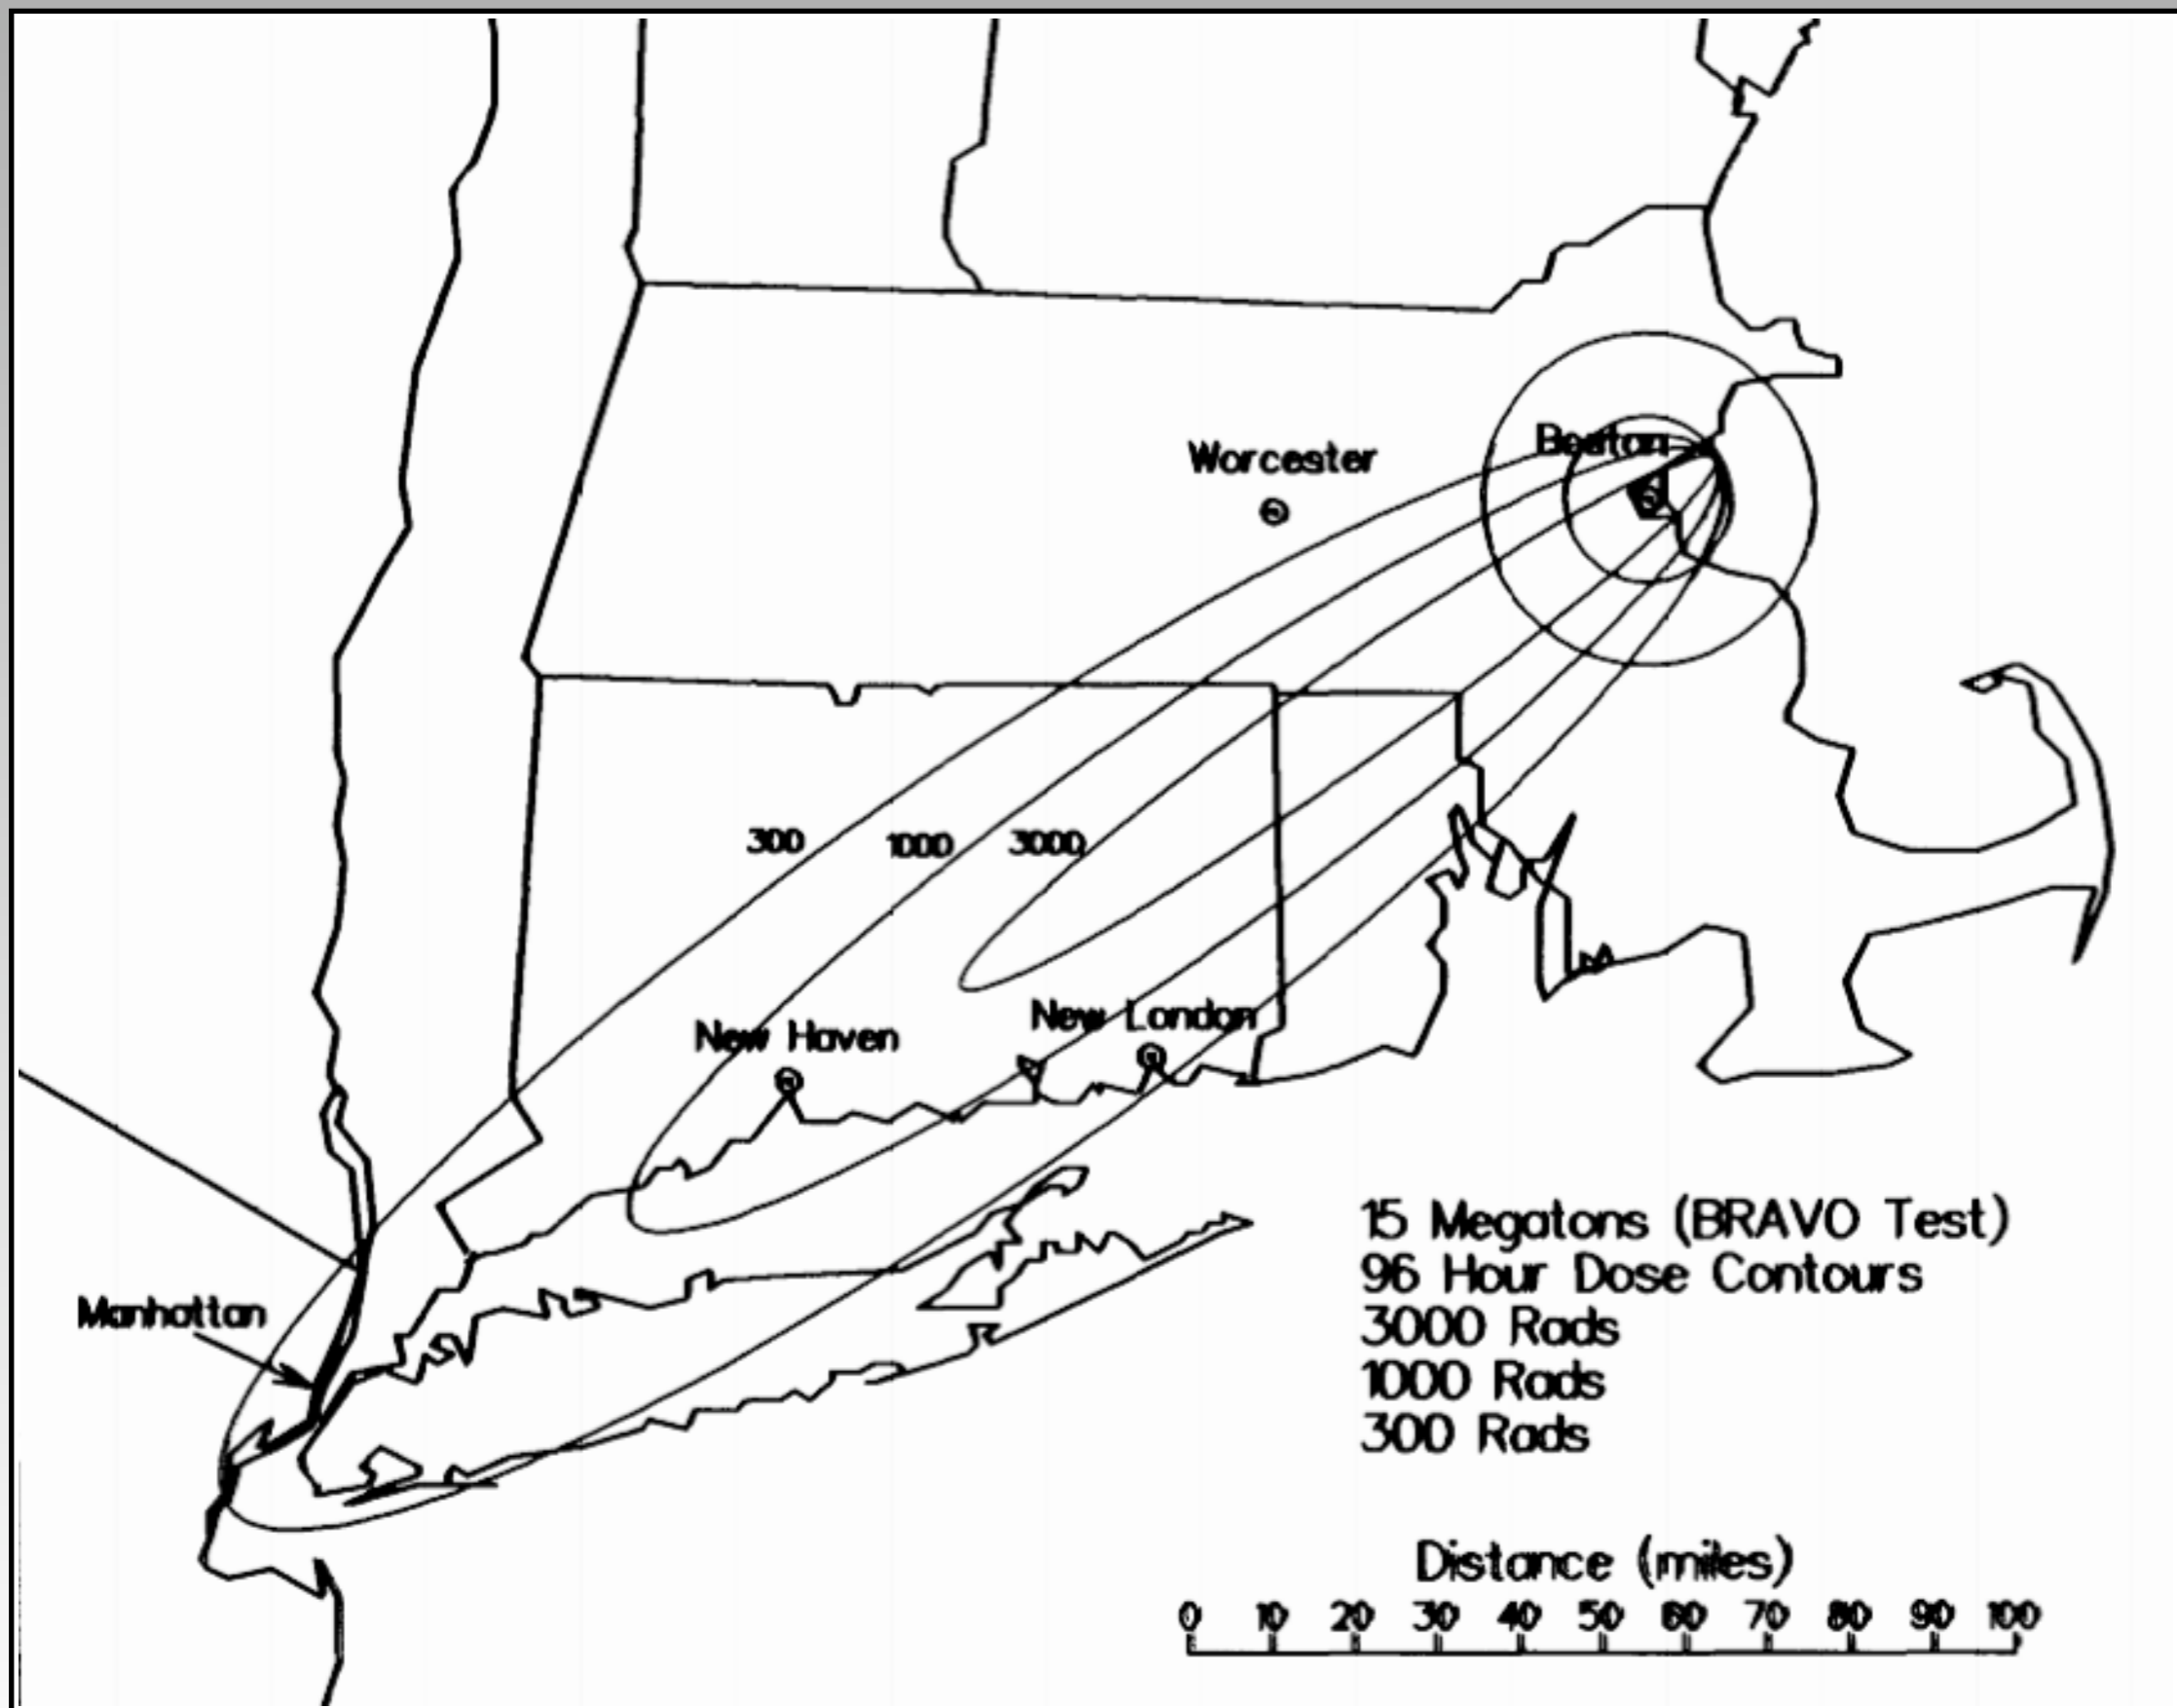 Boston
Worcester
300
1000
3000
New Haven
New London
Manhattan
15 Megatons (BRAVO Test)
96 Hour Dose Contours
3000 Rads
1000 Rads
300 Rads
Distance (miles)
0 10 20 30 40 50 60 70 80 90 100